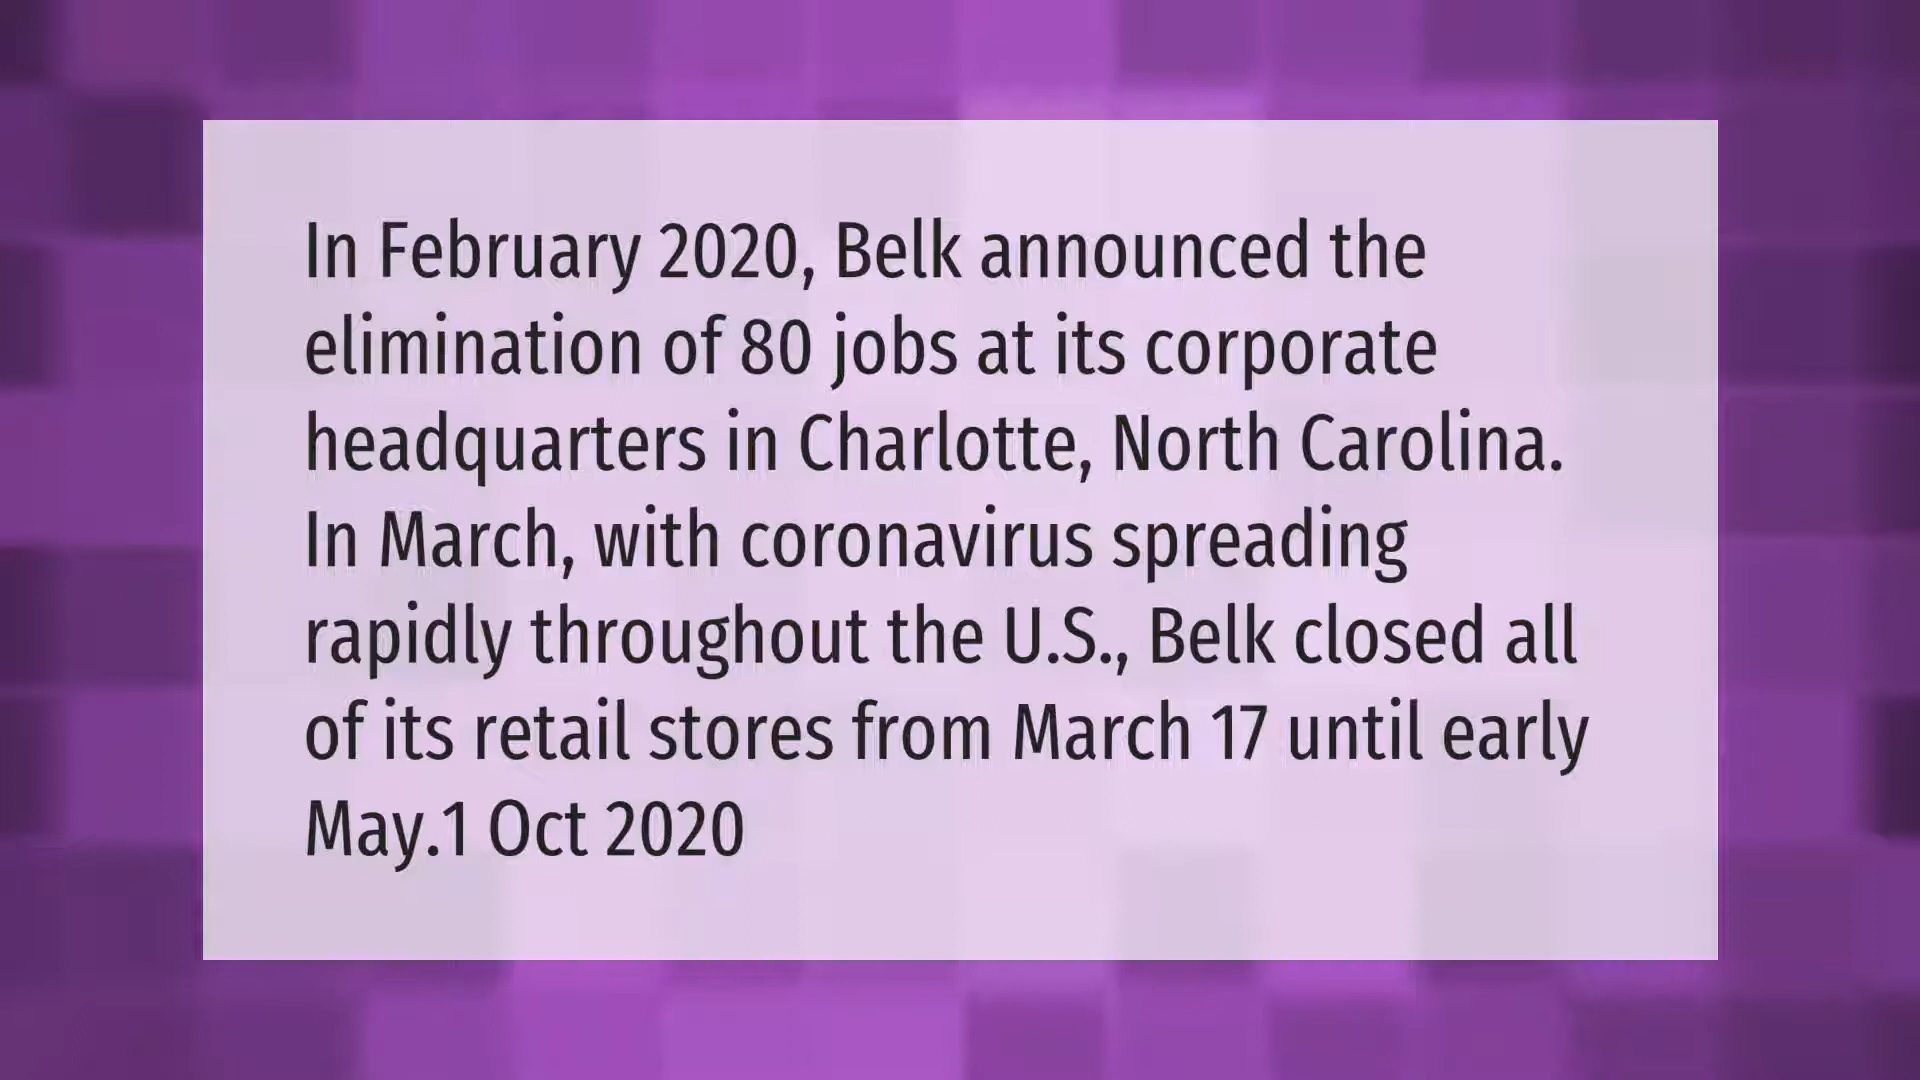 In February 2020, Belk announced the
elimination of 80 jobs at its corporate
headquarters in Charlotte, North Carolina.
In March, with coronavirus spreading
rapidly throughout the U.S., Belk closed all
of its retail stores from March 17 until early
May.1 Oct 2020